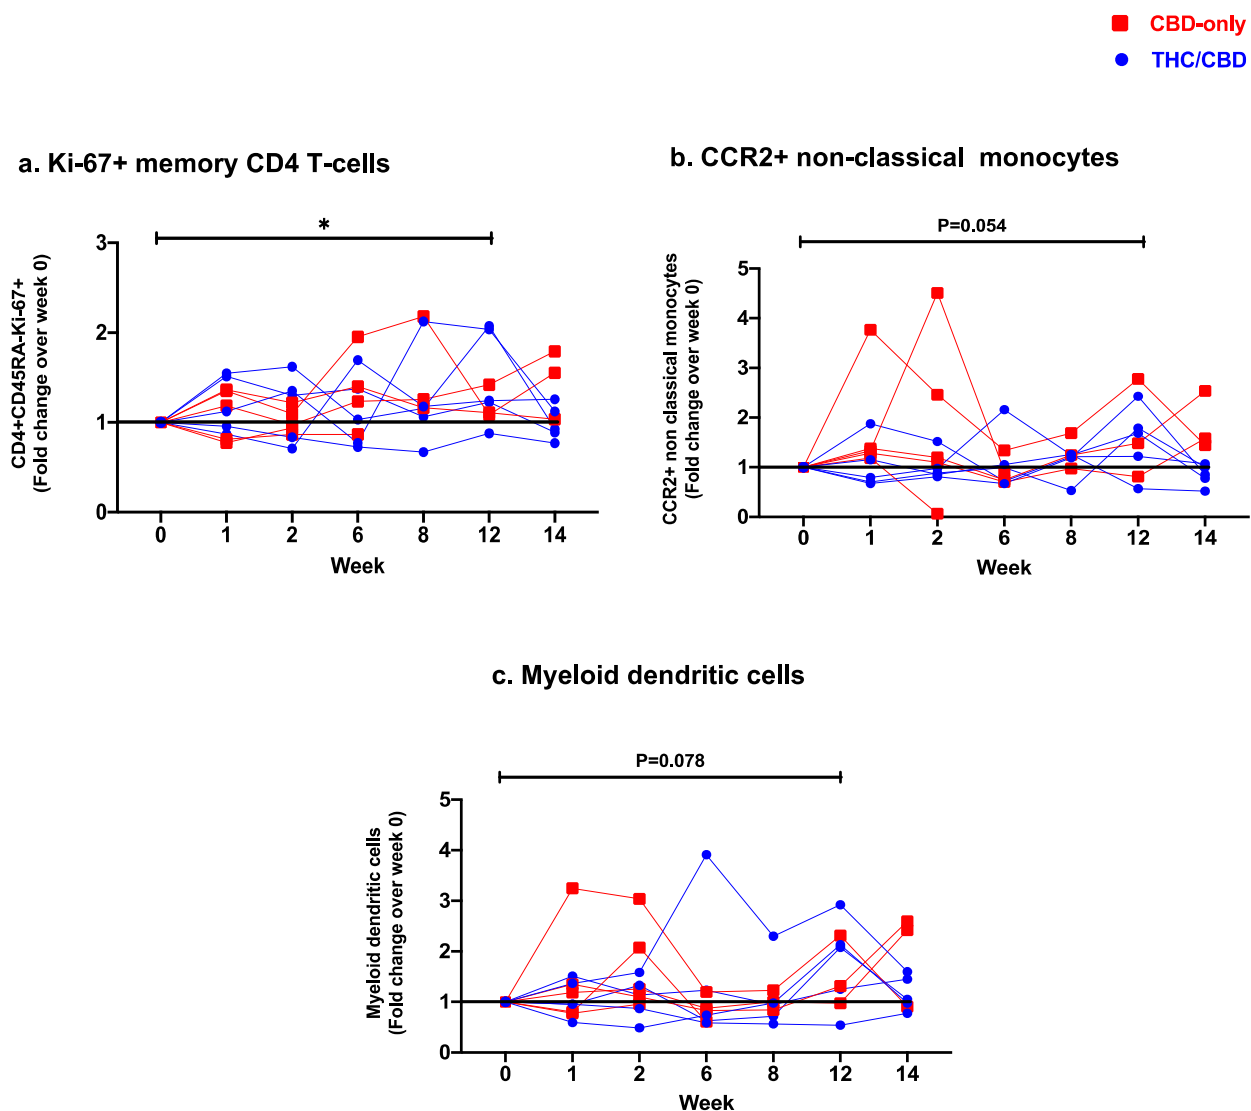 CBD-only
THC/CBD
a. Ki-67+ memory CD4 T-cells
*
CD4+CD45RA-Ki-67+
(Fold change over week 0)
3
2
1
0
0 1 2 6 8 12 14
Week
b. CCR2+ non-classical monocytes
P=0.054
CCR2+ non classical monocytes
(Fold change over week 0)
5
4
3
2
1
0
0 1 2 6 8 12 14
Week
c. Myeloid dendritic cells
P=0.078
Myeloid dendritic cells
(Fold change over week 0)
5
4
3
2
1
0
0 1 2 6 8 12 14
Week